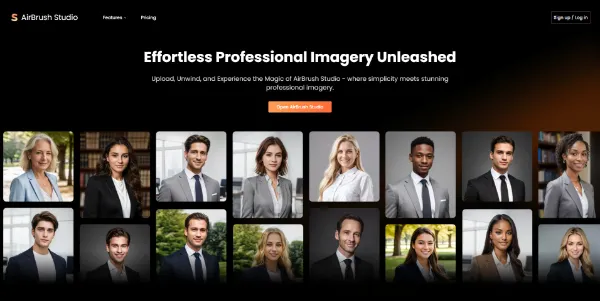 AirBrush Studio
Features
Pricing
Sign up / Log in
Effortless Professional Imagery Unleashed
Upload, Unwind, and Experience the Magic of AirBrush Studio - where simplicity meets stunning
professional imagery.
Open AirBrush Studio